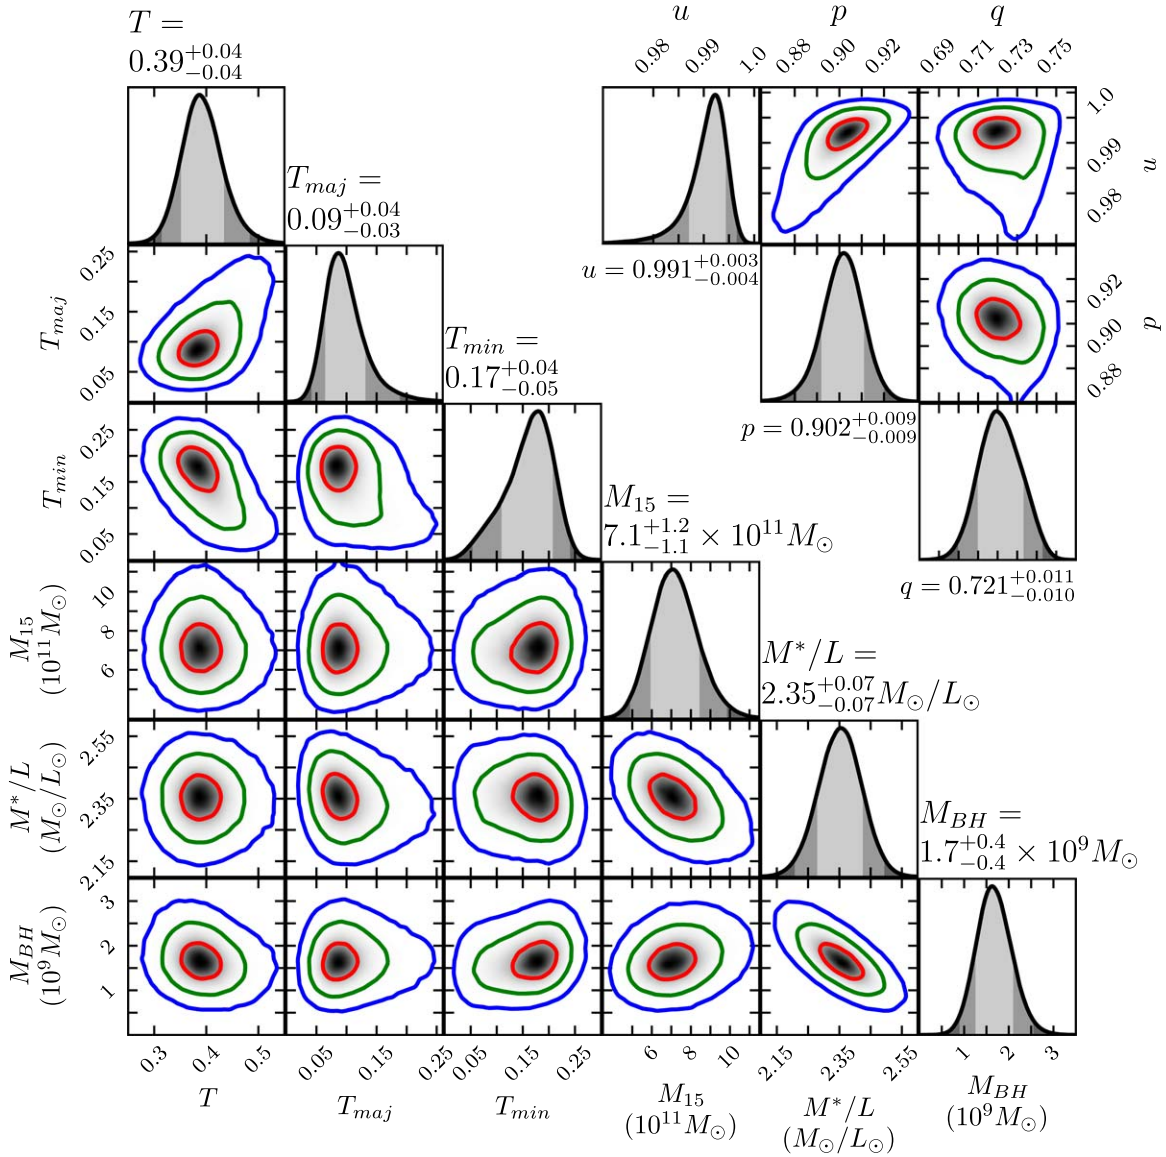 T =
0.39^{+0.04}_{-0.04}
u p q
0.98 0.99 1.0 0.88 0.90 0.92 0.69 0.71 0.73 0.75
T_{maj} =
0.09^{+0.04}_{-0.03}
1.0
0.99
0.98
u
u = 0.991^{+0.003}_{-0.004}
T_{maj}
0.25
0.15
0.05
T_{min} =
0.17^{+0.04}_{-0.05}
0.92
0.90
0.88
p
p = 0.902^{+0.009}_{-0.009}
T_{min}
0.25
0.15
0.05
M_{15} =
7.1^{+1.2}_{-1.1} × 10^{11}M_⊙
q = 0.721^{+0.011}_{-0.010}
M_{15}
(10^{11}M_⊙)
10
8
6
M^*/L =
2.35^{+0.07}_{-0.07}M_⊙/L_⊙
M^*/L
(M_⊙/L_⊙)
2.55
2.35
2.15
M_{BH} =
1.7^{+0.4}_{-0.4} × 10^9M_⊙
M_{BH}
(10^9M_⊙)
3
2
1
0.3 0.4 0.5 0.05 0.15 0.25 0.05 0.15 0.25 6 8 10 2.15 2.35 2.55 1 2 3
T T_{maj} T_{min} M_{15} M^*/L M_{BH}
(10^{11}M_⊙) (M_⊙/L_⊙) (10^9M_⊙)